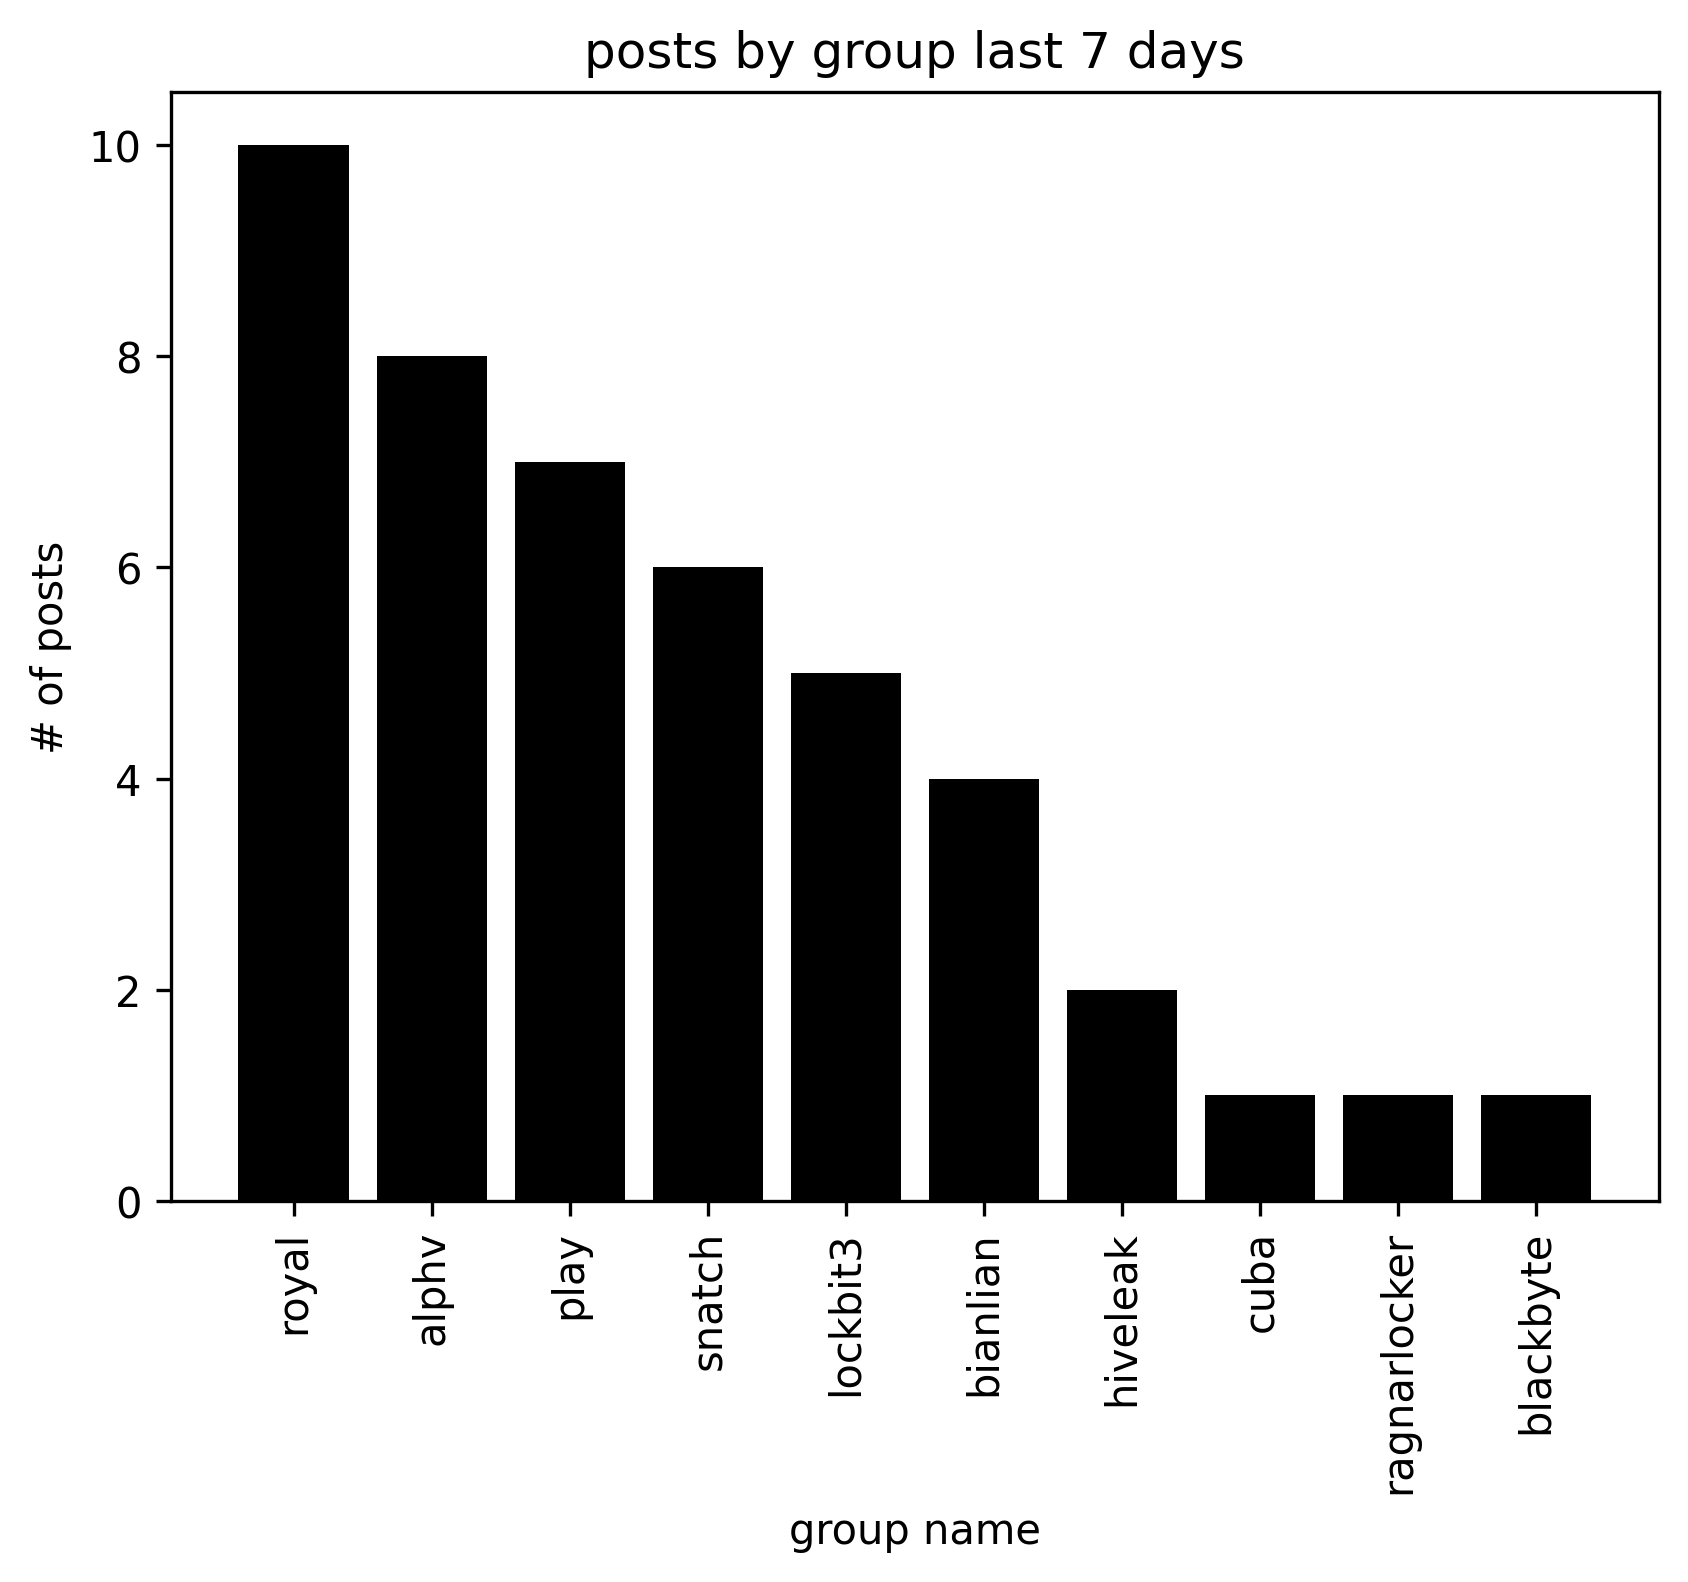 posts by group last 7 days
# of posts
10
8
6
4
2
0
royal
alphv
play
snatch
lockbit3
bianlian
hiveleak
cuba
ragnarlocker
blackbyte
group name